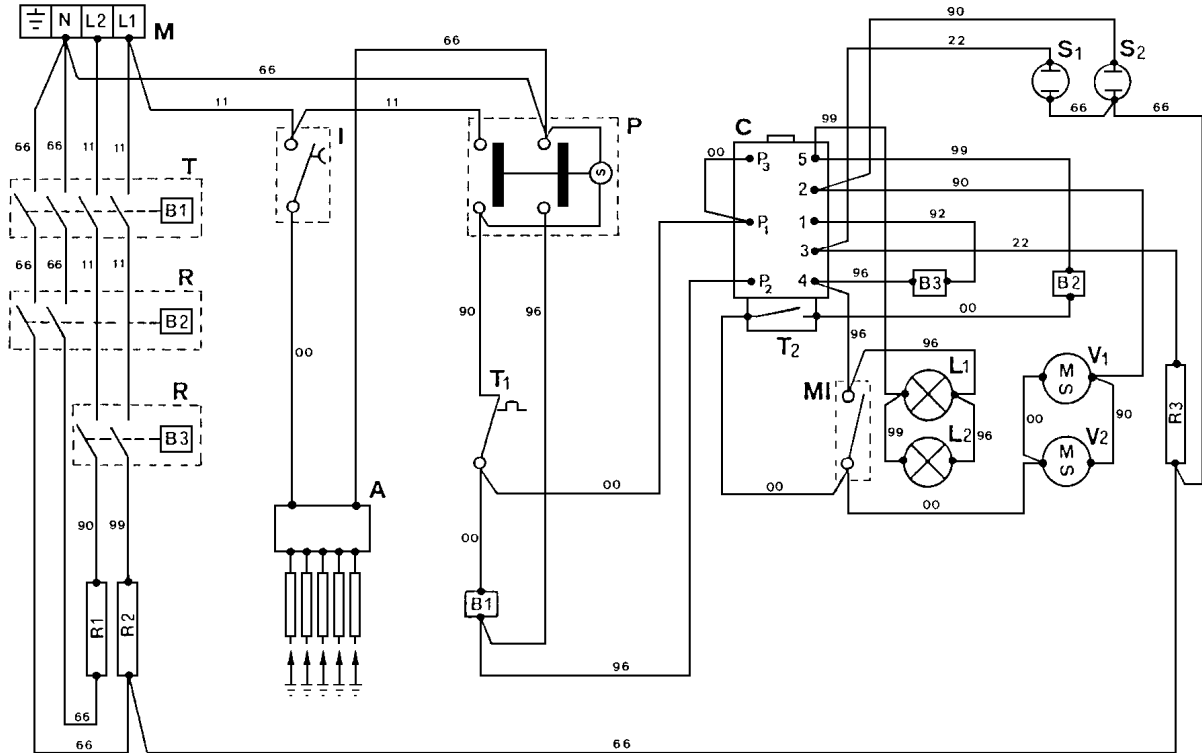 N L2 L1 M
66
66
90
22
S1 S2
11
11
66
66
66 66 11 11
I
P
S
C
99
T
B1
00 P3 5
99
2
90
P1 1
92
3
22
66 66 11 11
R
B2
P2 4
96
B3
B2
90
96
00
00
T2
96
96
R
B3
T1
MI
L1
V1
M S
R3
99
L2
96
00
90
V2
M S
A
00
00
00
90 99
00
B1
R1 R2
96
66
66
66